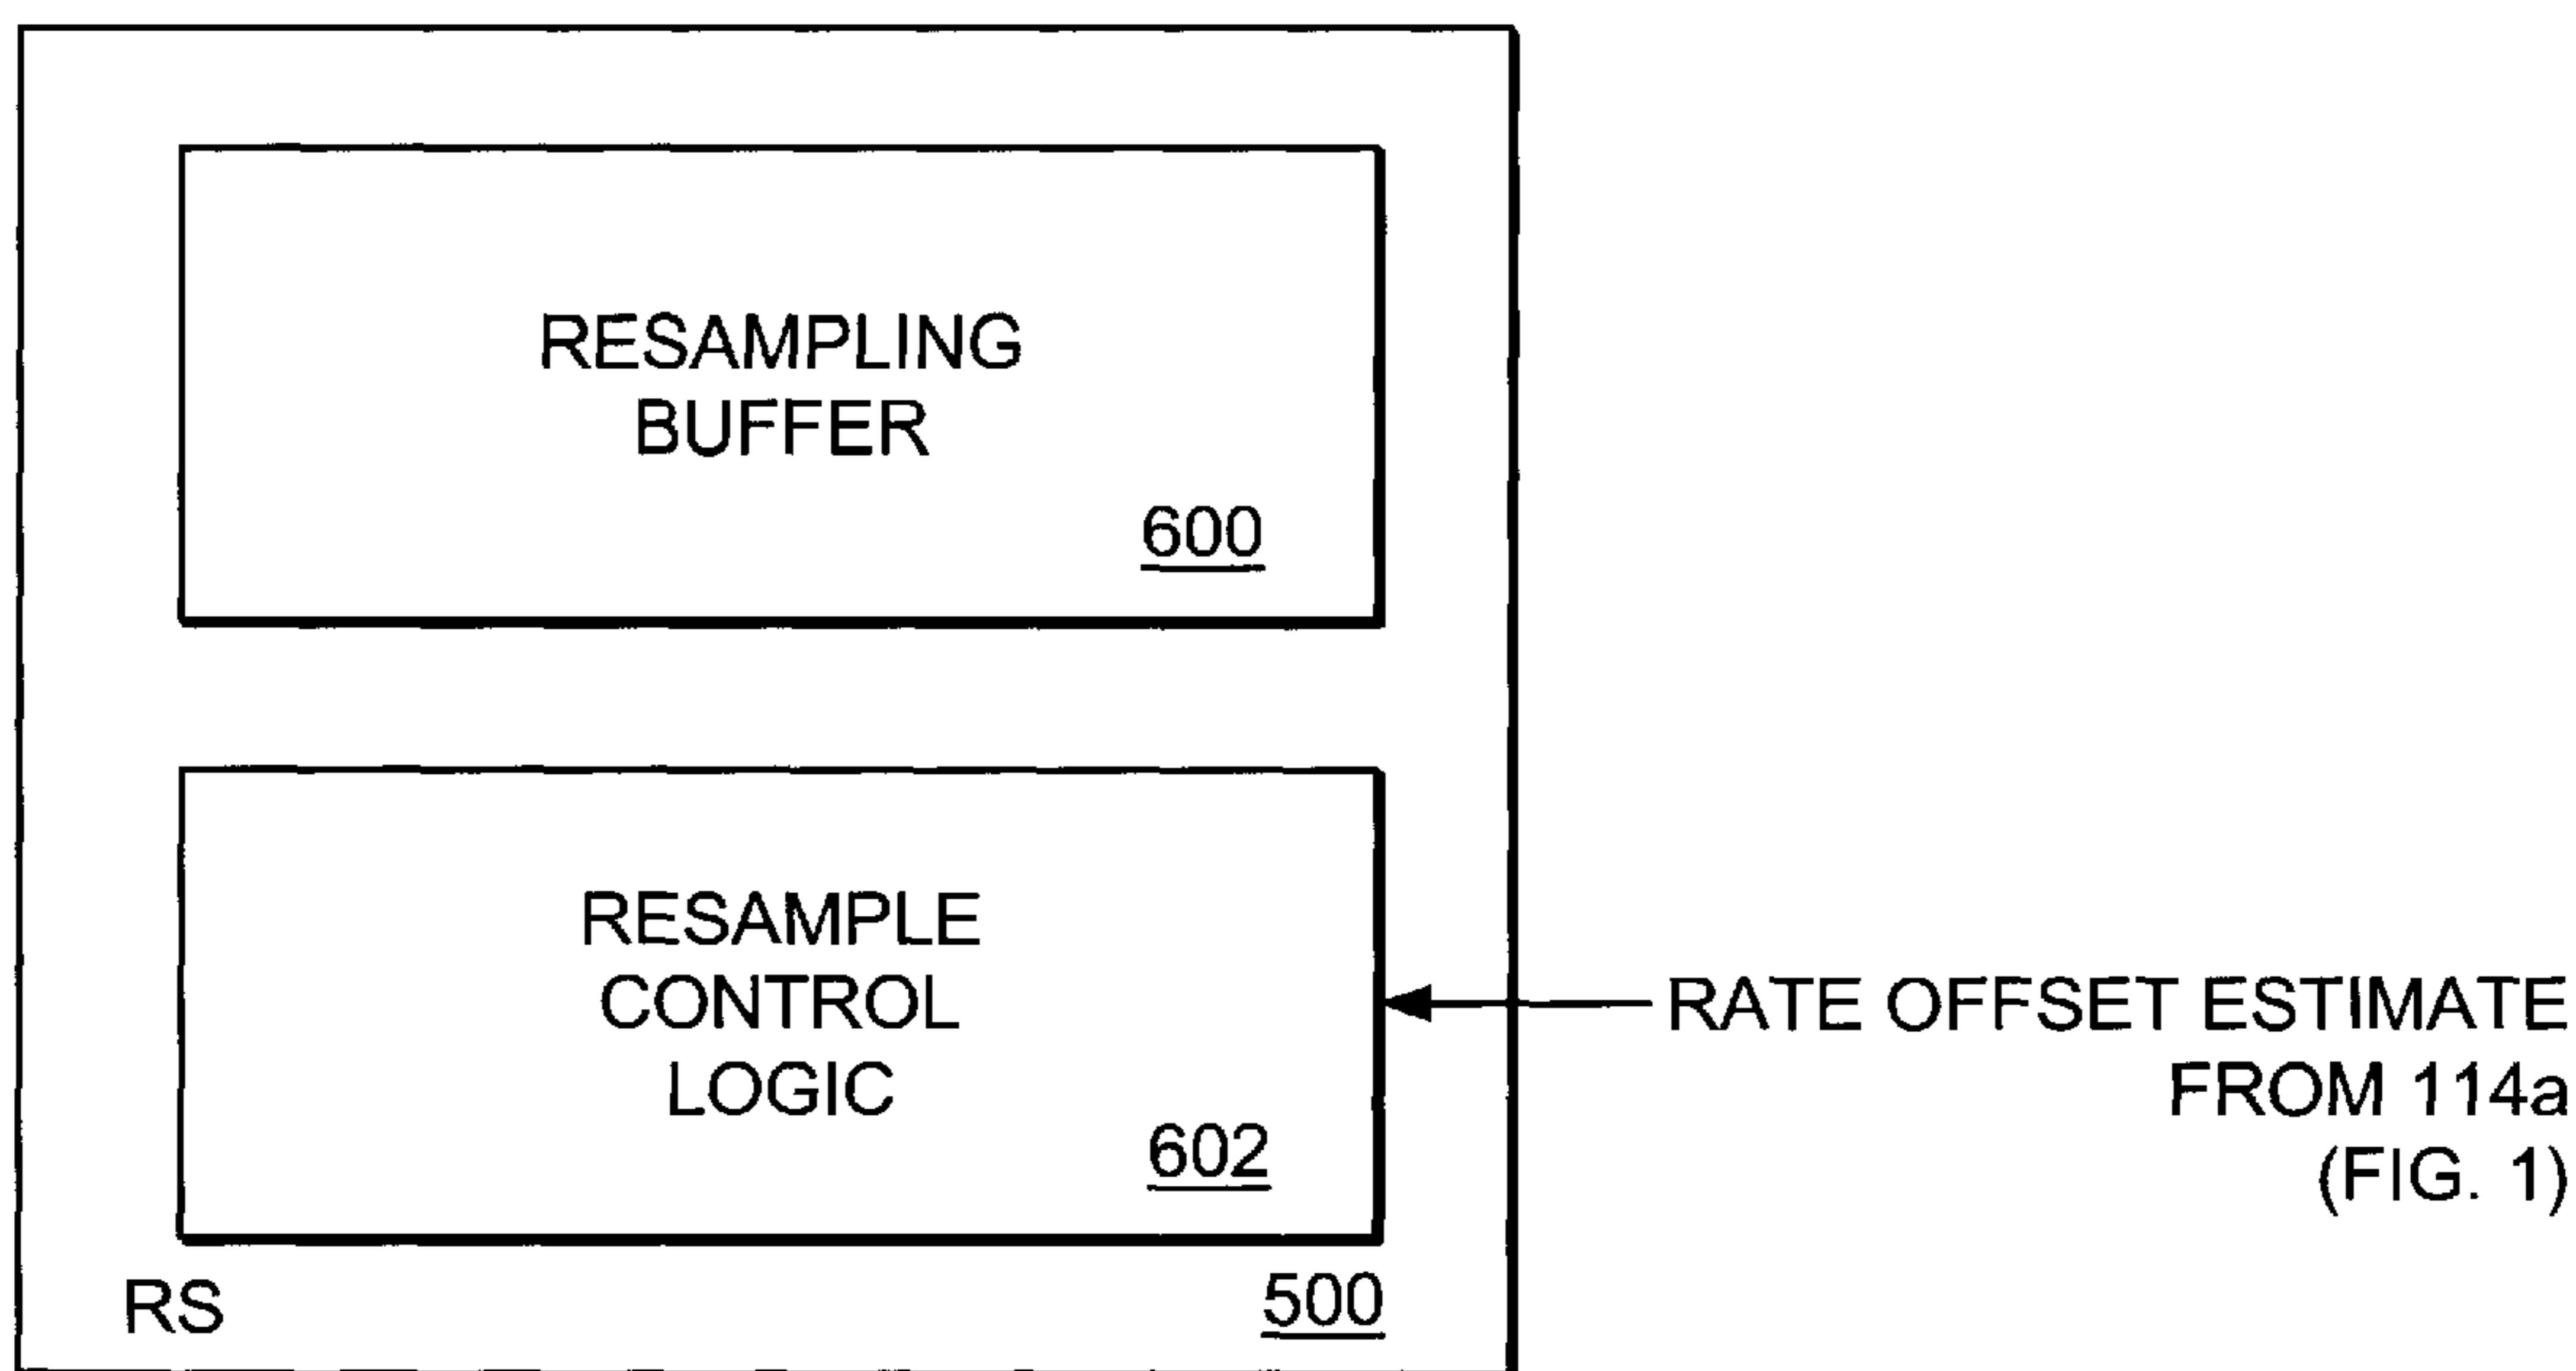 RESAMPLING
BUFFER
600
RESAMPLE
CONTROL
LOGIC
602
RATE OFFSET ESTIMATE
FROM 114a
(FIG. 1)
RS
500